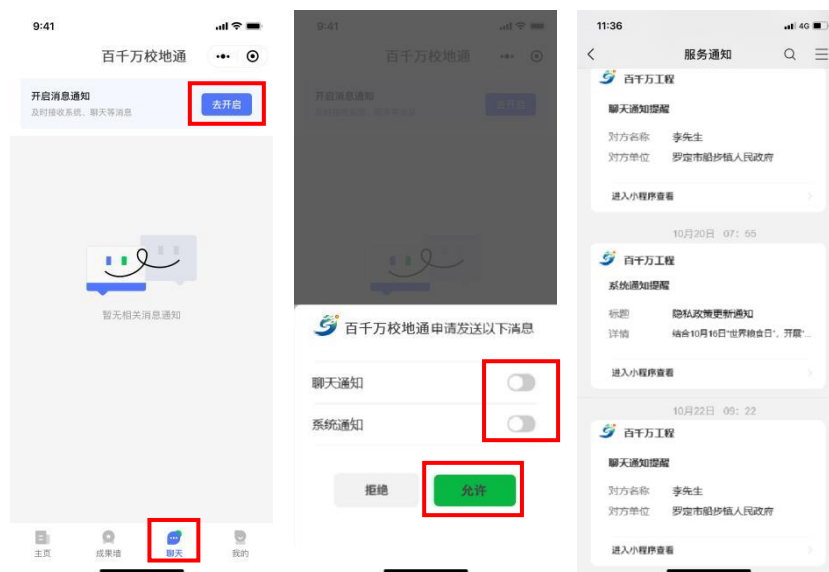 9:41
百千万校地通
开启消息通知
及时接收系统、聊天等消息
去开启
暂无相关消息通知
主页
成果墙
聊天
我的
9:41
百千万校地通
开启消息通知
去开启
百千万校地通申请发送以下消息
聊天通知
系统通知
拒绝
允许
11:36
4G
服务通知
百千万工程
聊天通知提醒
对方名称 李先生
对方单位 罗定市船步镇人民政府
进入小程序查看
10月20日 07:55
百千万工程
系统通知提醒
标题 隐私政策更新通知
详情 结合10月16日“世界粮食日”，开展“...
进入小程序查看
10月22日 09:22
百千万工程
聊天通知提醒
对方名称 李先生
对方单位 罗定市船步镇人民政府
进入小程序查看